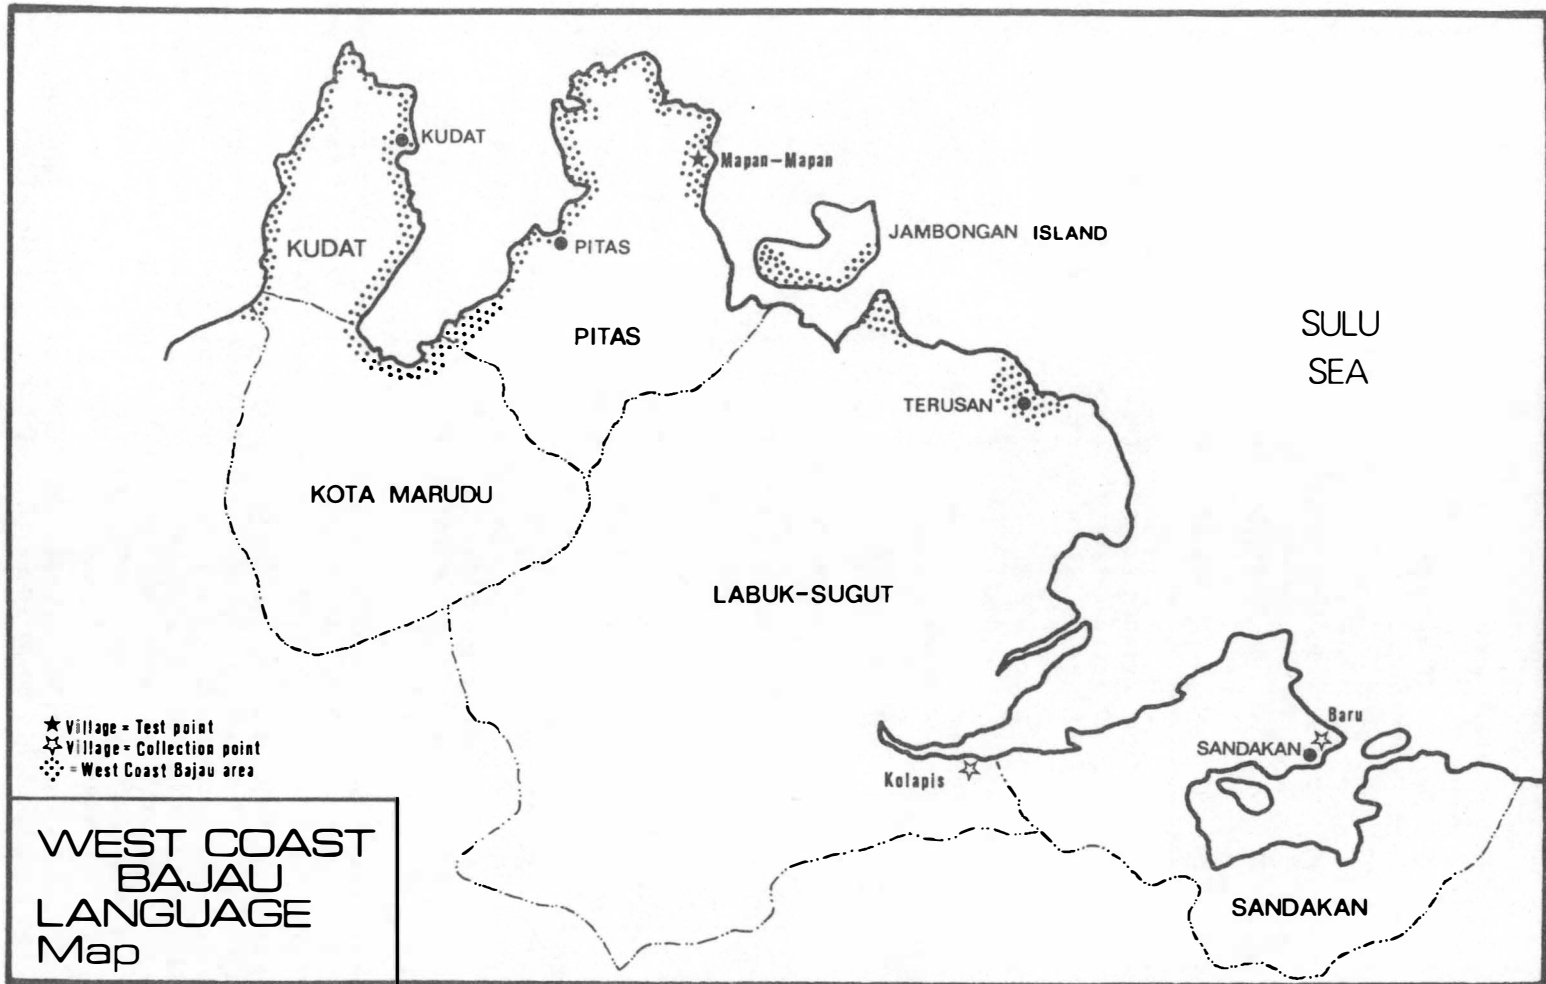 KUDAT
Mapan-Mapan
KUDAT
PITAS
JAMBONGAN ISLAND
PITAS
SULU
SEA
TERUSAN
KOTA MARUDU
LABUK-SUGUT
Baru
SANDAKAN
Kolapis
SANDAKAN
★ Village = Test point
☆ Village = Collection point
= West Coast Bajau area
WEST COAST
BAJAU
LANGUAGE
Map